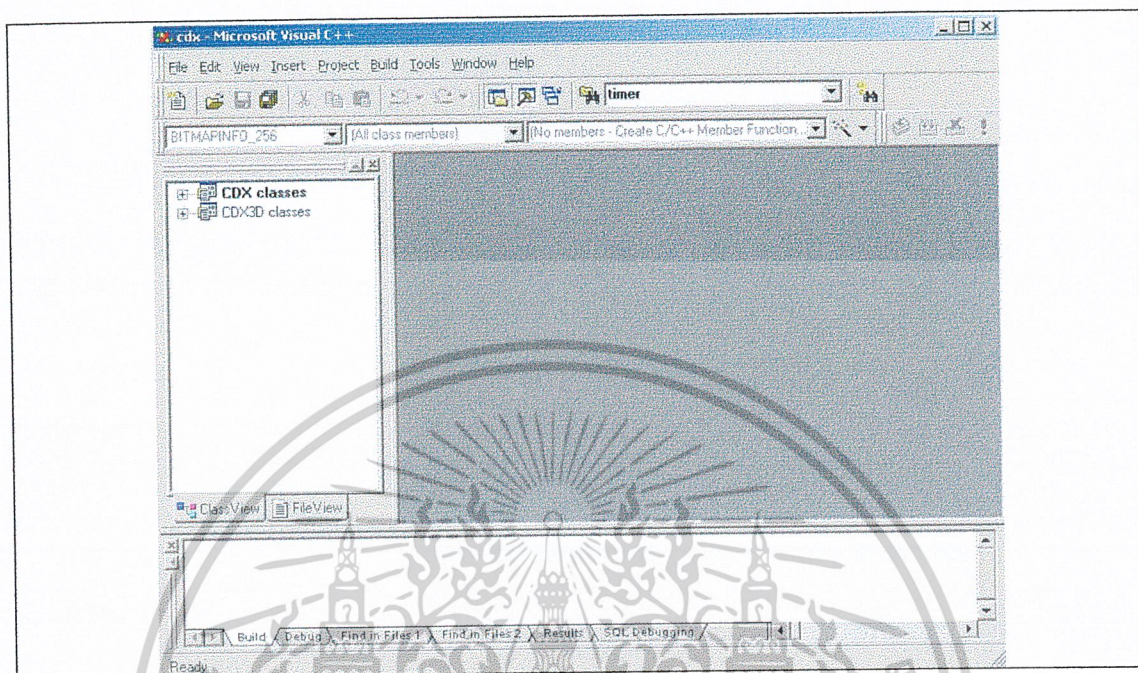 cdx - Microsoft Visual C++
File Edit View Insert Project Build Tools Window Help
timer
BITMAPINFO_256 (All class members) (No members - Create C/C++ Member Function...
CDX classes
CDX3D classes
ClassView FileView
Build Debug Find in Files 1 Find in Files 2 Results SQL Debugging
Ready